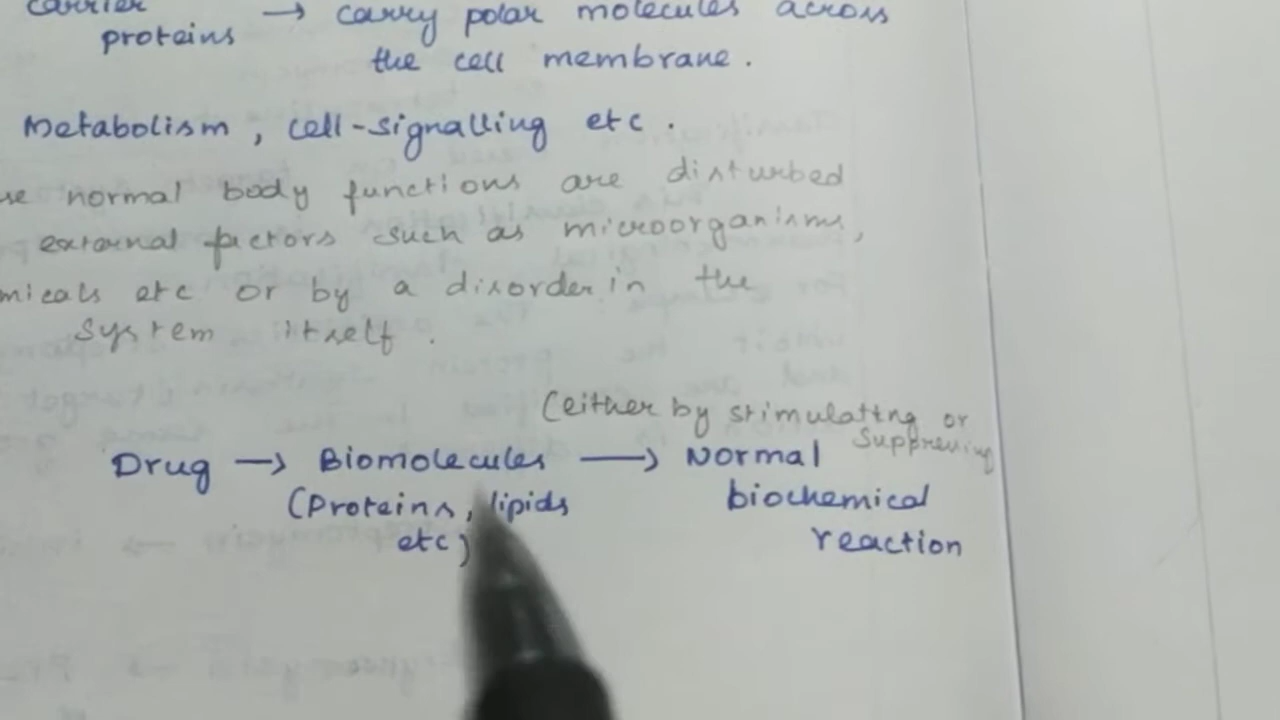 carrier → carry polar molecules across
proteins
the cell membrane.
Metabolism, cell-signalling etc.
normal body functions are disturbed
external factors such as microorganisms,
micals etc or by a disorder in the
system itself.
(either by stimulating or
suppressing
Drug → Biomolecules → Normal
(Proteins, lipids biochemical
etc) reaction